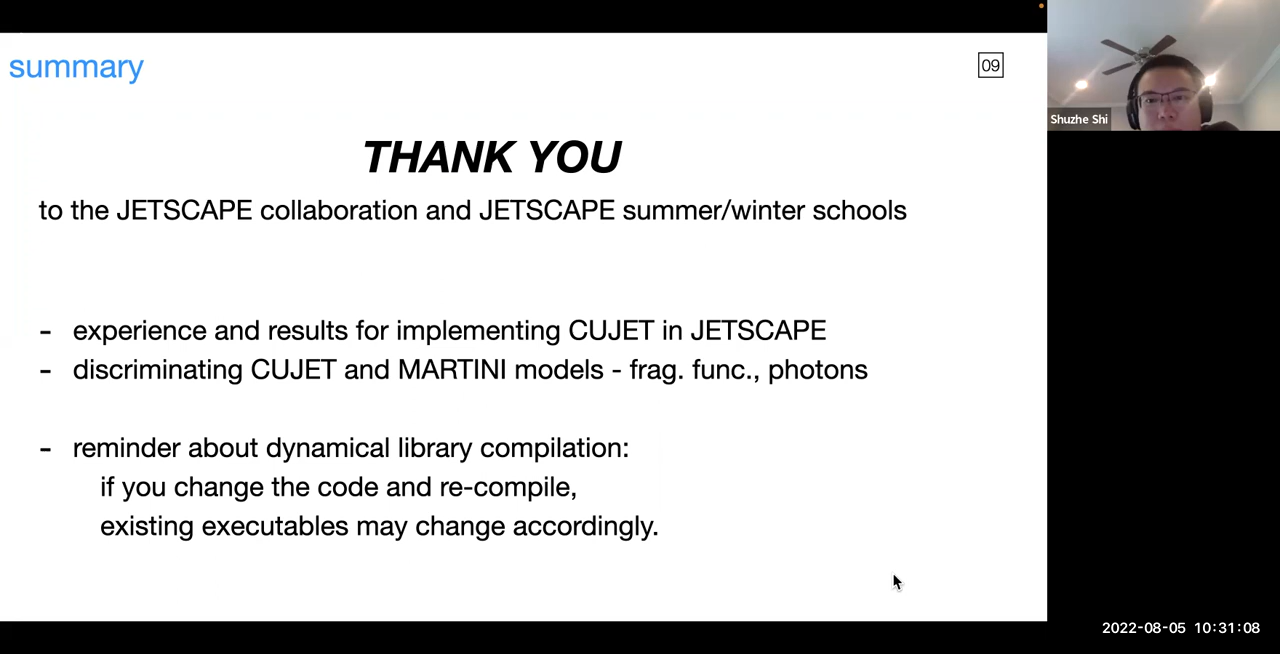 summary
09
THANK YOU
to the JETSCAPE collaboration and JETSCAPE summer/winter schools
- experience and results for implementing CUJET in JETSCAPE
- discriminating CUJET and MARTINI models - frag. func., photons
- reminder about dynamical library compilation:
if you change the code and re-compile,
existing executables may change accordingly.
Shuzhe Shi
2022-08-05 10:31:08